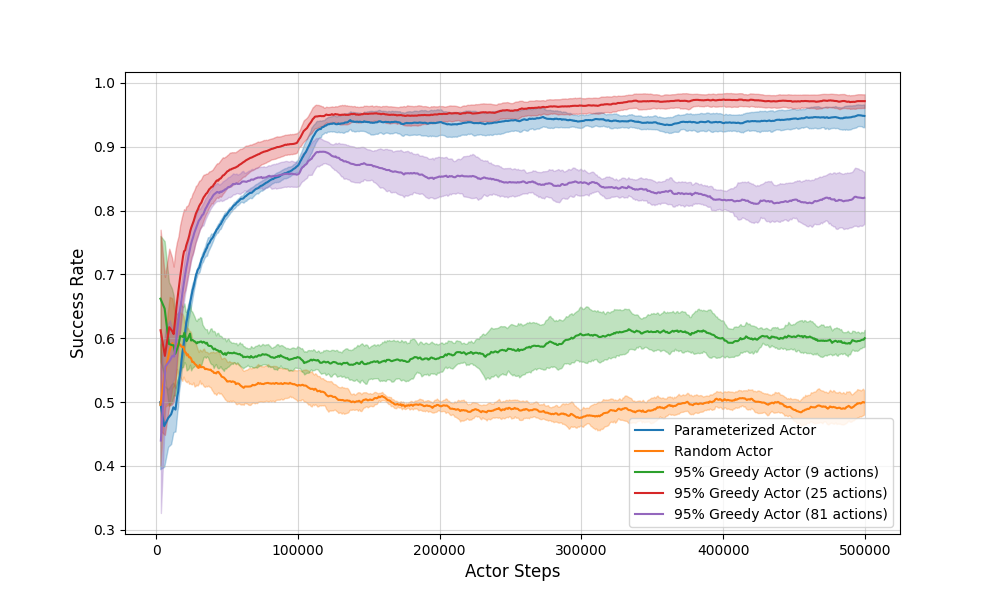 1.0
0.9
0.8
0.7
0.6
0.5
0.4
0.3
Success Rate
Parameterized Actor
Random Actor
95% Greedy Actor (9 actions)
95% Greedy Actor (25 actions)
95% Greedy Actor (81 actions)
0 100000 200000 300000 400000 500000
Actor Steps